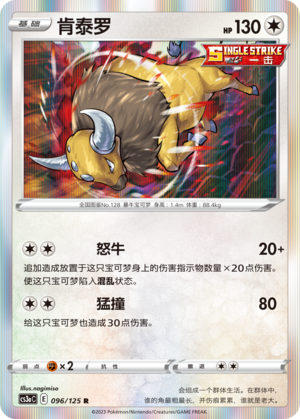 基础 肯泰罗 HP 130
SINGLE STRIKE
一击
全国图鉴No.128 暴牛宝可梦 身高:1.4m 体重:88.4kg
怒牛 20+
追加造成放置于这只宝可梦身上的伤害指示物数量×20点伤害。
使这只宝可梦陷入混乱状态。
猛撞 80
给这只宝可梦也造成30点伤害。
弱点 ×2 抵抗力 撤退
Illus.nagimiso
CS3aC E 096/125 R
会组成一个群体生活。在群体中,
谁的角最粗最长、并伤痕累累,谁就是老大。
©2023 Pokémon/Nintendo/Creatures/GAME FREAK.